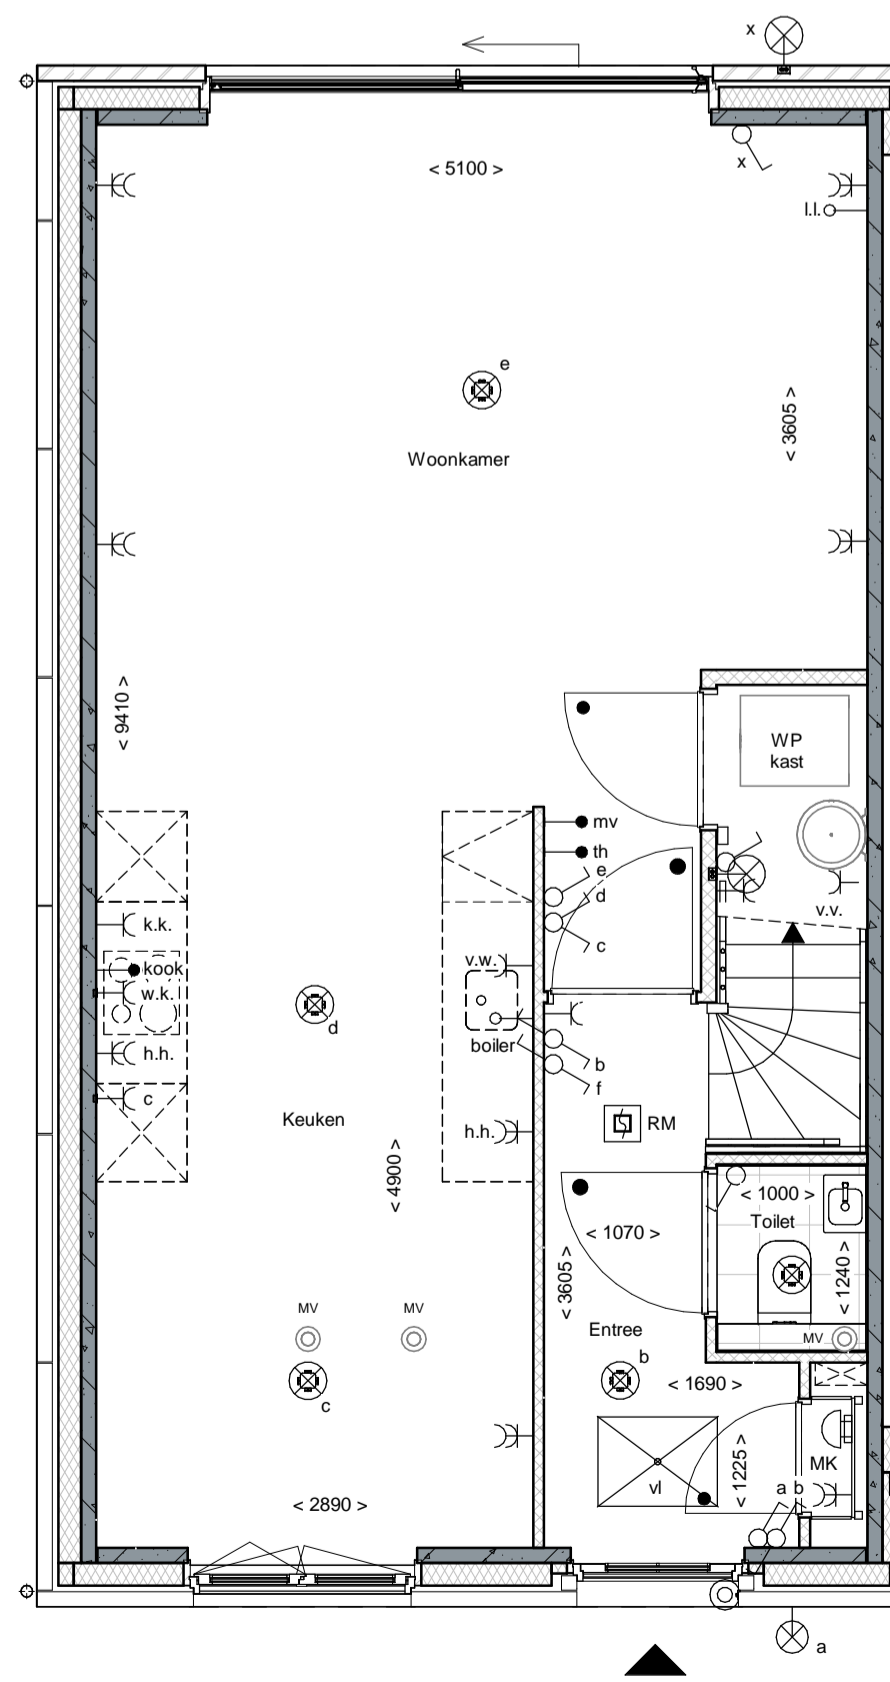 x
< 5100 >
x
l.l.
e
Woonkamer
< 3605 >
< 9410 >
WP
kast
mv
th
e
d
c
v.v.
k.k.
kook
w.k.
h.h.
c
v.w.
boiler
d
b
f
Keuken
h.h.
RM
< 4900 >
< 1000 >
Toilet
< 1070 >
< 3605 >
< 1240 >
MV
MV
MV
Entree
b
c
< 1690 >
vl
< 1225 >
MK
a b
< 2890 >
a